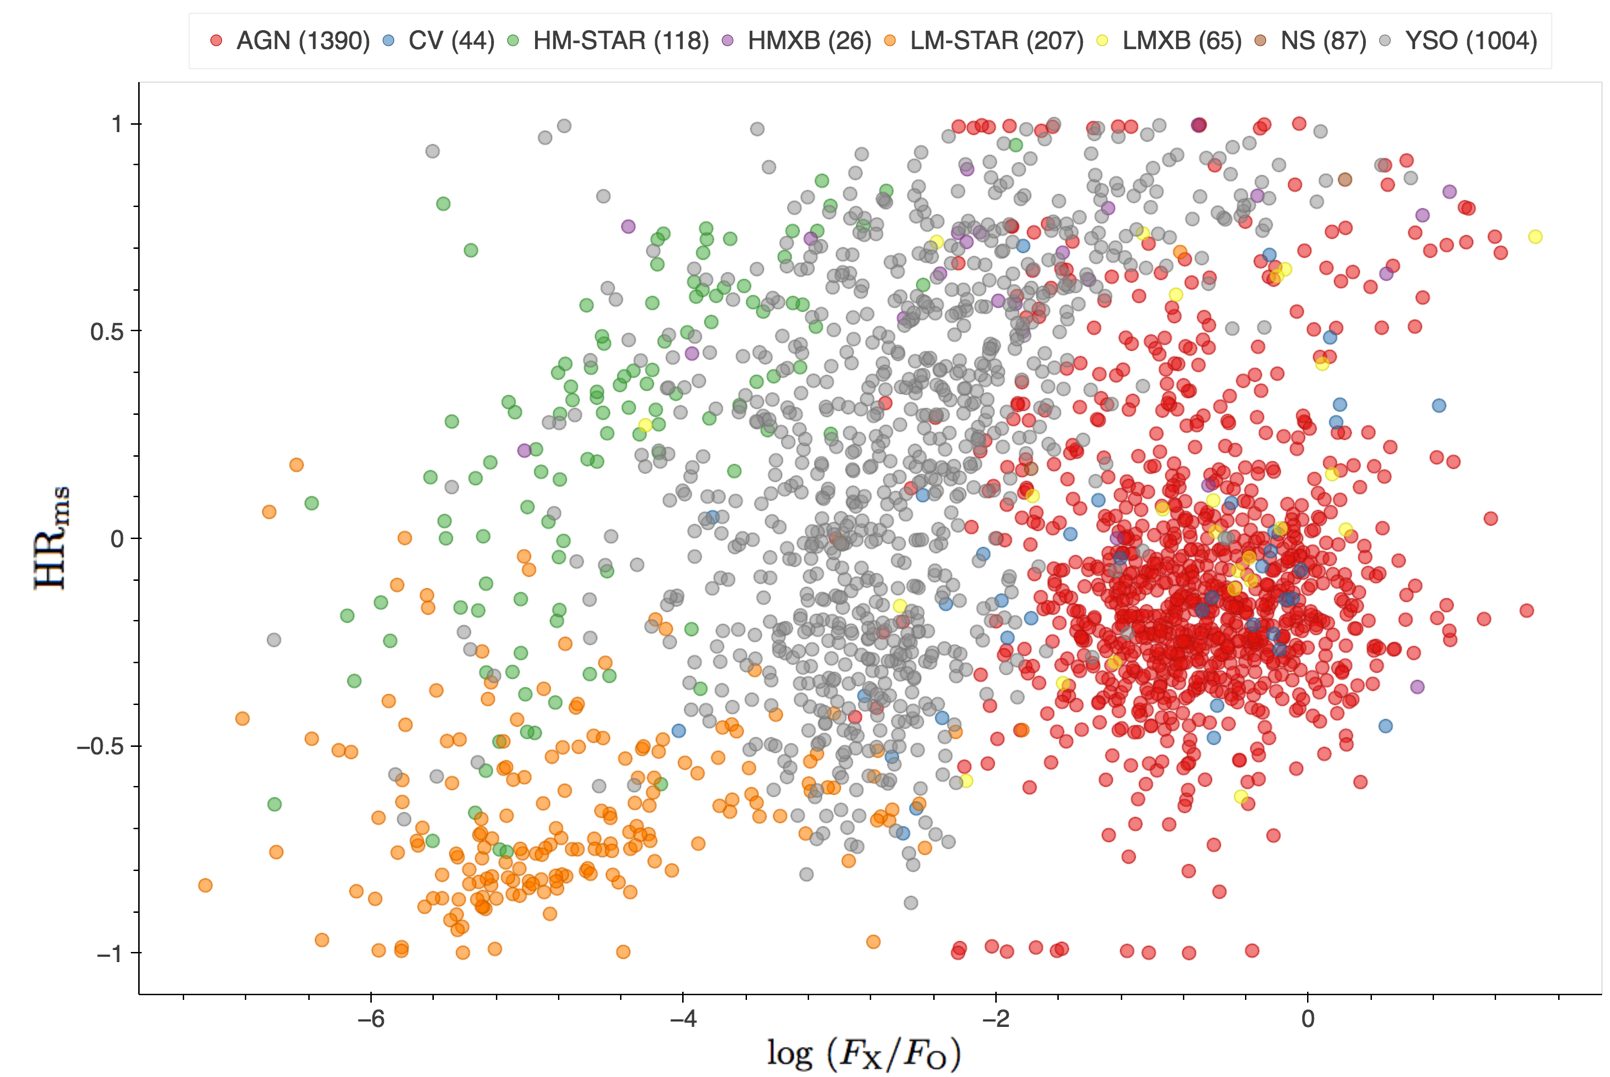 AGN (1390) CV (44) HM-STAR (118) HMXB (26) LM-STAR (207) LMXB (65) NS (87) YSO (1004)
1
0.5
0
−0.5
−1
HRms
−6 −4 −2 0
log (FX/FO)